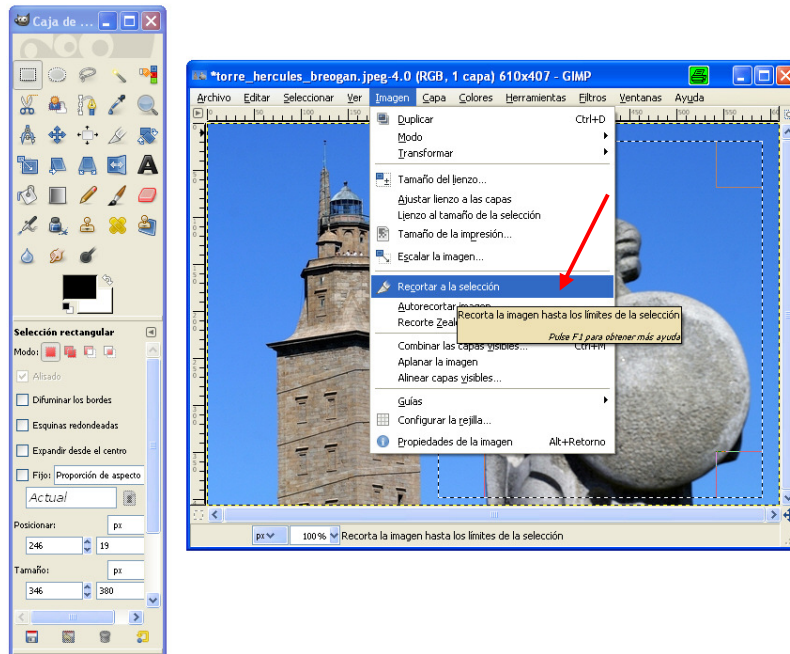 Caja de ...
Selección rectangular
Modo:
Alisado
Difuminar los bordes
Esquinas redondeadas
Expandir desde el centro
Fijo: Proporción de aspecto
Actual
Posicionar: px
246 19
Tamaño: px
346 380
*torre_hercules_breogan.jpeg-4.0 (RGB, 1 capa) 610x407 - GIMP
Archivo Editar Seleccionar Ver Imagen Capa Colores Herramientas Filtros Ventanas Ayuda
Duplicar Ctrl+D
Modo
Transformar
Tamaño del lienzo...
Ajustar lienzo a las capas
Lienzo al tamaño de la selección
Tamaño de la impresión...
Escalar la imagen...
Recortar a la selección
Autorecortar imagen
Recorte Zeal
Recorta la imagen hasta los límites de la selección
Pulse F1 para obtener más ayuda
Combinar las capas visibles... Ctrl+M
Aplanar la imagen
Alinear capas visibles...
Guías
Configurar la rejilla...
Propiedades de la imagen Alt+Retorno
px 100% Recorta la imagen hasta los límites de la selección